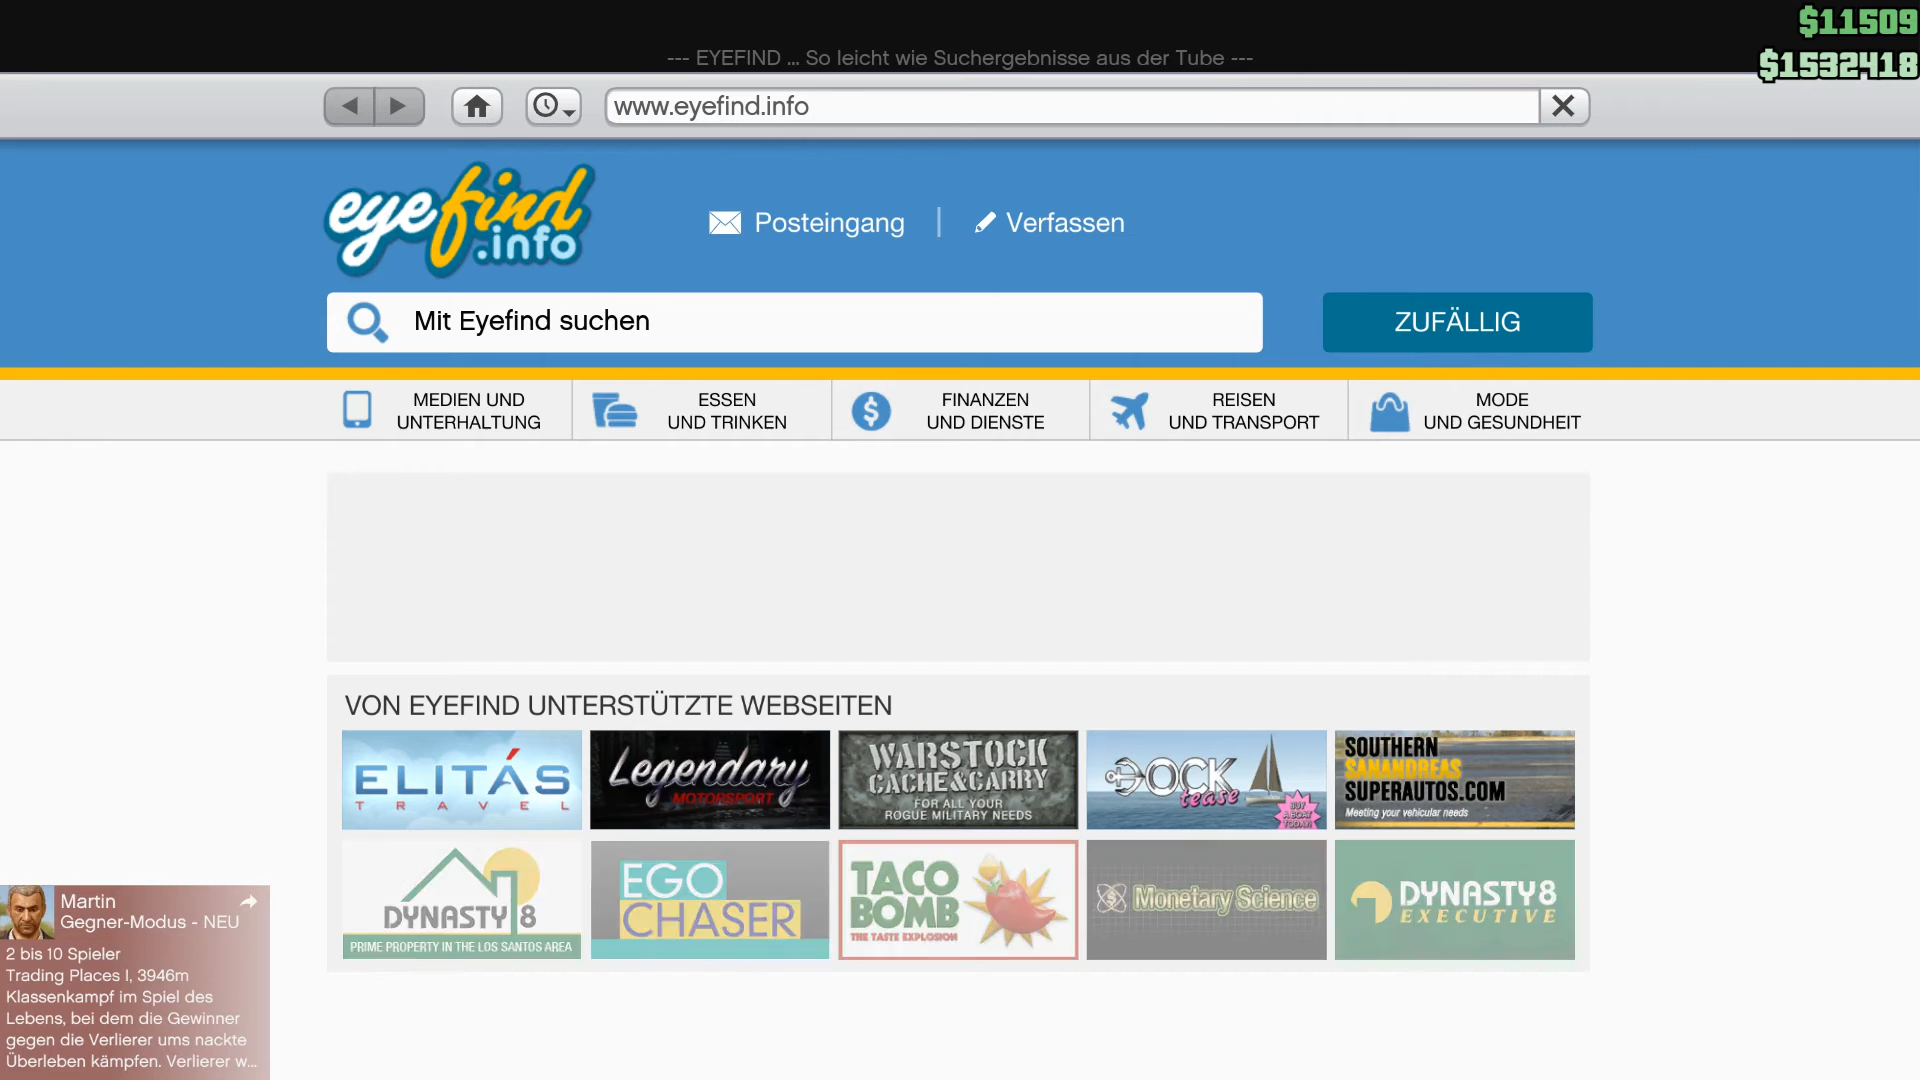 $11509
--- EYEFIND ... So leicht wie Suchergebnisse aus der Tube ---
$1532418
www.eyefind.info
eyefind
.info
Posteingang
Verfassen
Mit Eyefind suchen
ZUFÄLLIG
MEDIEN UND
UNTERHALTUNG
ESSEN
UND TRINKEN
FINANZEN
UND DIENSTE
REISEN
UND TRANSPORT
MODE
UND GESUNDHEIT
VON EYEFIND UNTERSTÜTZTE WEBSEITEN
ELITÁS
TRAVEL
Legendary
MOTORSPORT
WARSTOCK
CACHE&CARRY
FOR ALL YOUR
ROGUE MILITARY NEEDS
DOCK
tease
BUY
A BOAT
TODAY!
SOUTHERN
SANANDREAS
SUPERAUTOS.COM
Meeting your vehicular needs
DYNASTY 8
PRIME PROPERTY IN THE LOS SANTOS AREA
EGO
CHASER
TACO
BOMB
THE TASTE EXPLOSION
Monetary Science
DYNASTY 8
EXECUTIVE
Martin
Gegner-Modus - NEU
2 bis 10 Spieler
Trading Places I, 3946m
Klassenkampf im Spiel des
Lebens, bei dem die Gewinner
gegen die Verlierer ums nackte
Überleben kämpfen. Verlierer w...